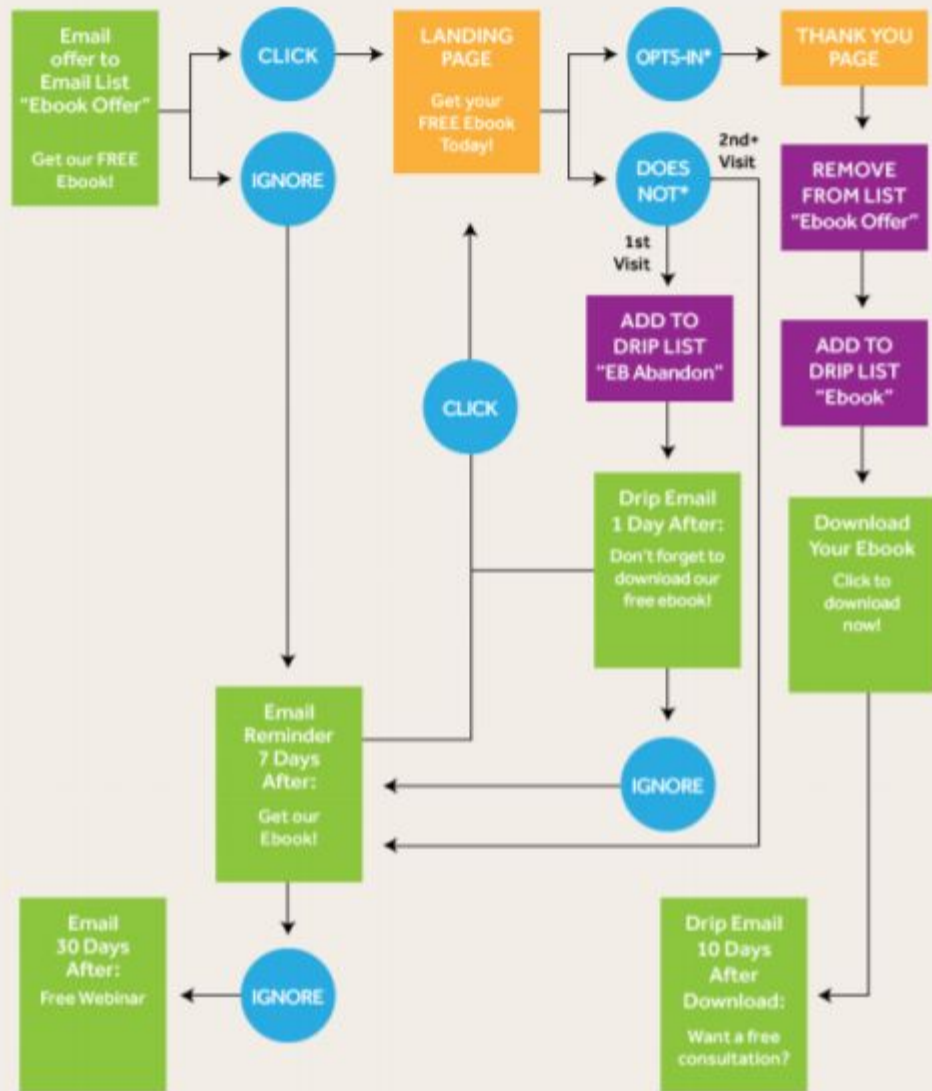 Email
offer to
Email List
"Ebook Offer"
Get our FREE
Ebook!
CLICK
IGNORE
LANDING
PAGE
Get your
FREE Ebook
Today!
OPTS-IN*
DOES
NOT*
2nd+
Visit
1st
Visit
THANK YOU
PAGE
REMOVE
FROM LIST
"Ebook Offer"
ADD TO
DRIP LIST
"EB Abandon"
ADD TO
DRIP LIST
"Ebook"
CLICK
Drip Email
1 Day After:
Don't forget to
download our
free ebook!
Download
Your Ebook
Click to
download
now!
Email
Reminder
7 Days
After:
Get our
Ebook!
IGNORE
Email
30 Days
After:
Free Webinar
IGNORE
Drip Email
10 Days
After
Download:
Want a free
consultation?